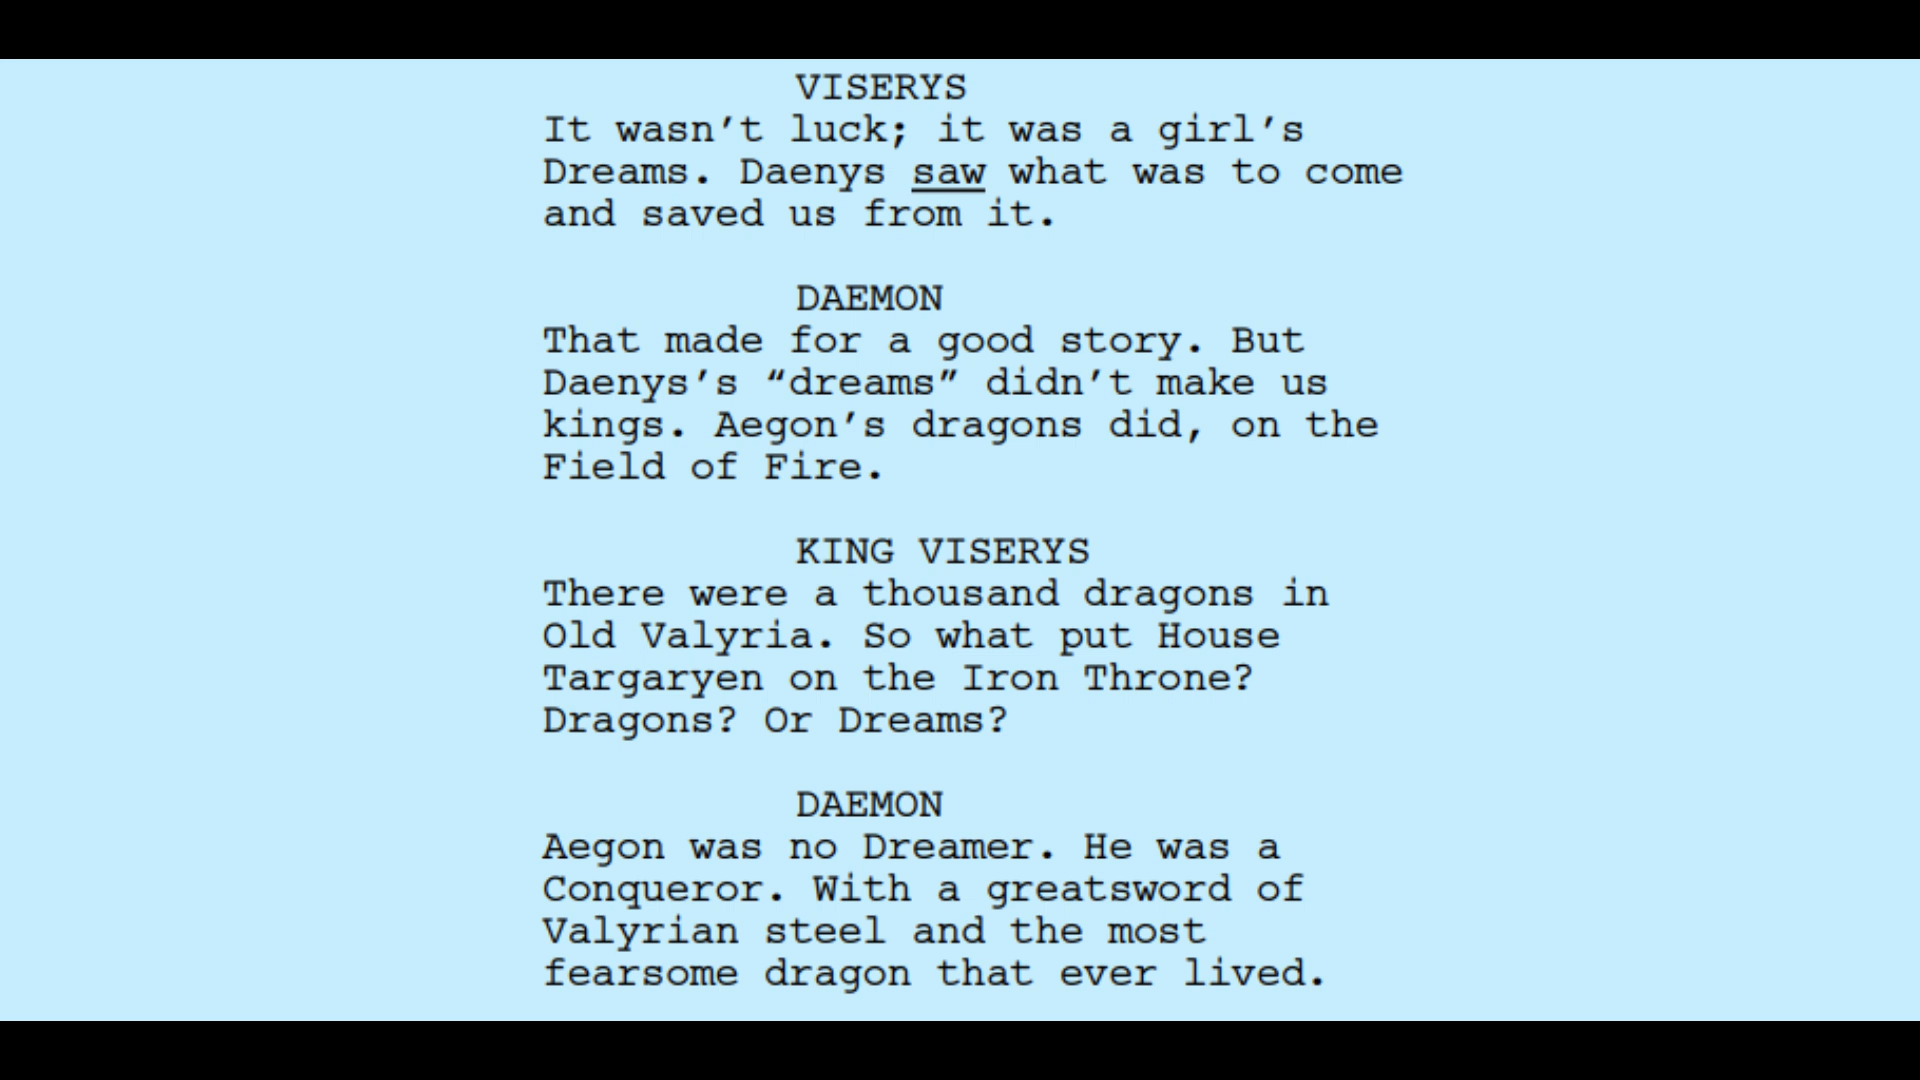 VISERYS
It wasn’t luck; it was a girl’s
Dreams. Daenys saw what was to come
and saved us from it.
DAEMON
That made for a good story. But
Daenys’s “dreams” didn’t make us
kings. Aegon’s dragons did, on the
Field of Fire.
KING VISERYS
There were a thousand dragons in
Old Valyria. So what put House
Targaryen on the Iron Throne?
Dragons? Or Dreams?
DAEMON
Aegon was no Dreamer. He was a
Conqueror. With a greatsword of
Valyrian steel and the most
fearsome dragon that ever lived.